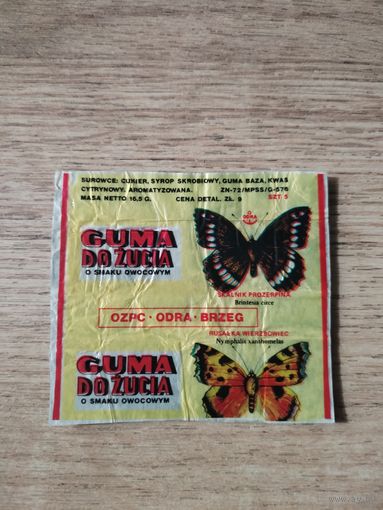 SUROWCE: CUKIER, SYROP SKROBIOWY, GUMA BAZA, KWAS
CYTRYNOWY. AROMATYZOWANA. ZN-72/MPSS/G-576
MASA NETTO 16,5 G. CENA DETAL. ZŁ. 9 SZT 5
GUMA
DO ŻUCIA
O SMAKU OWOCOWYM
SKALNIK PROZERPINA
Brintesia circe
OZPC · ODRA · BRZEG
RUSAŁKA WIERZBOWIEC
Nymphalis xanthomelas
GUMA
DO ŻUCIA
O SMAKU OWOCOWYM